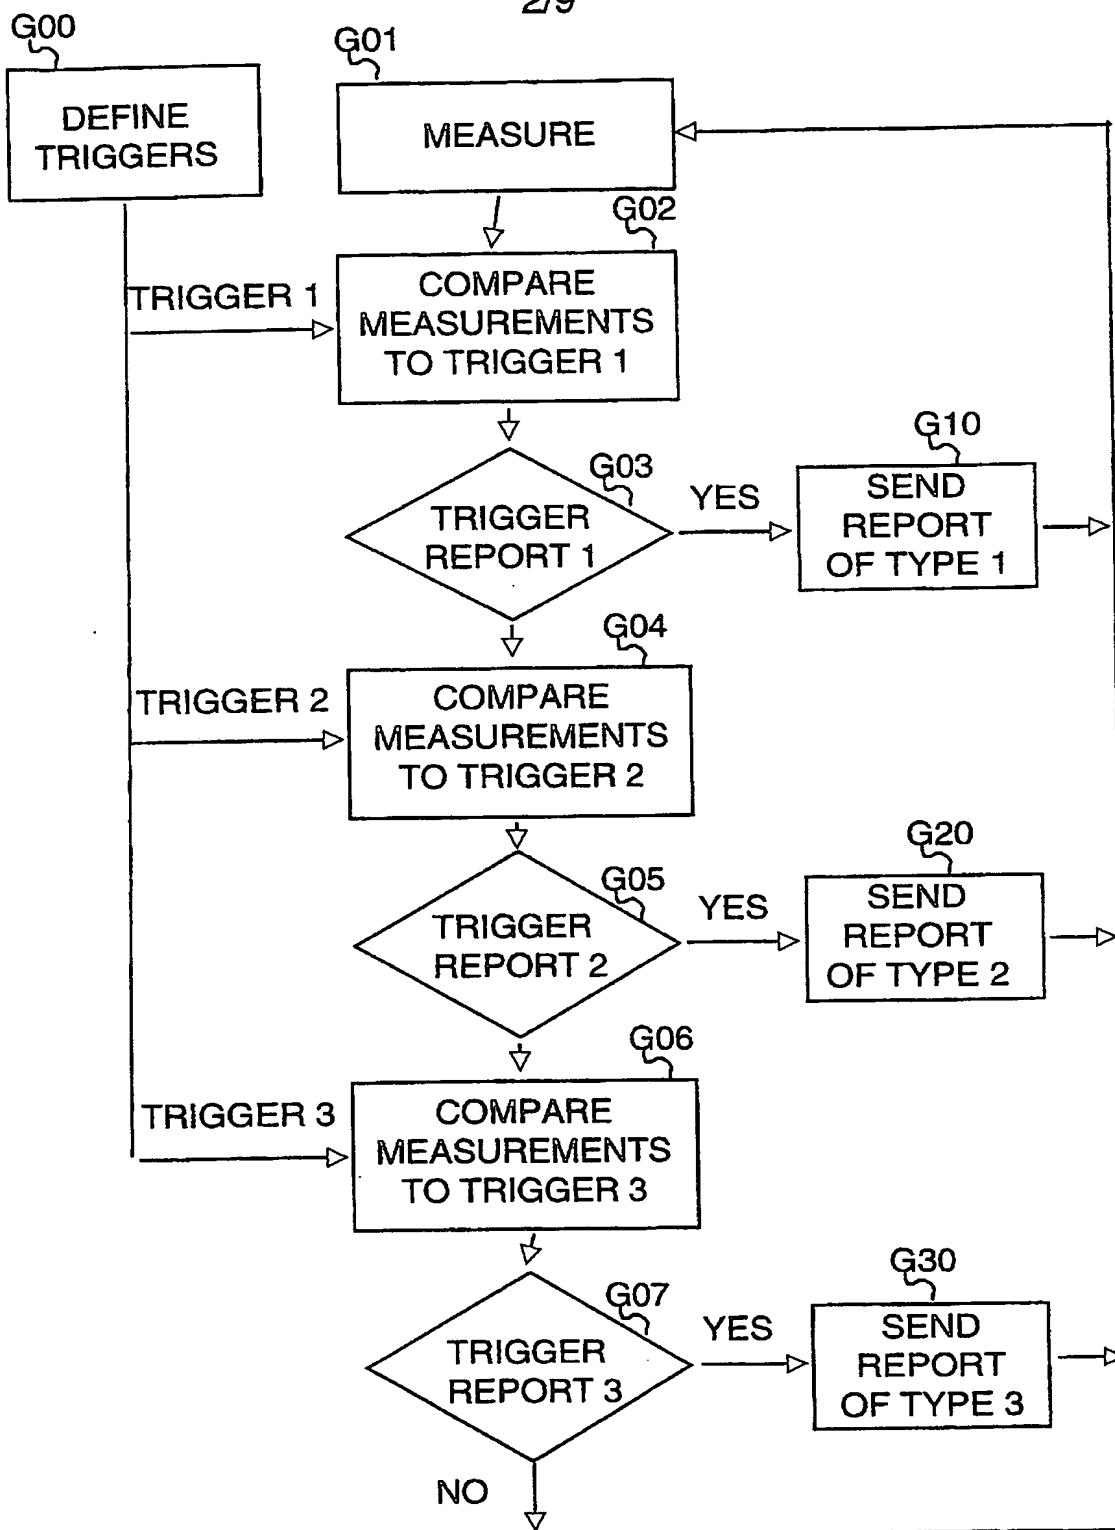 2/9
G00
G01
DEFINE
TRIGGERS
MEASURE
G02
TRIGGER 1
COMPARE
MEASUREMENTS
TO TRIGGER 1
G03
TRIGGER
REPORT 1
YES
G10
SEND
REPORT
OF TYPE 1
G04
TRIGGER 2
COMPARE
MEASUREMENTS
TO TRIGGER 2
G05
TRIGGER
REPORT 2
YES
G20
SEND
REPORT
OF TYPE 2
G06
TRIGGER 3
COMPARE
MEASUREMENTS
TO TRIGGER 3
G07
TRIGGER
REPORT 3
YES
G30
SEND
REPORT
OF TYPE 3
NO